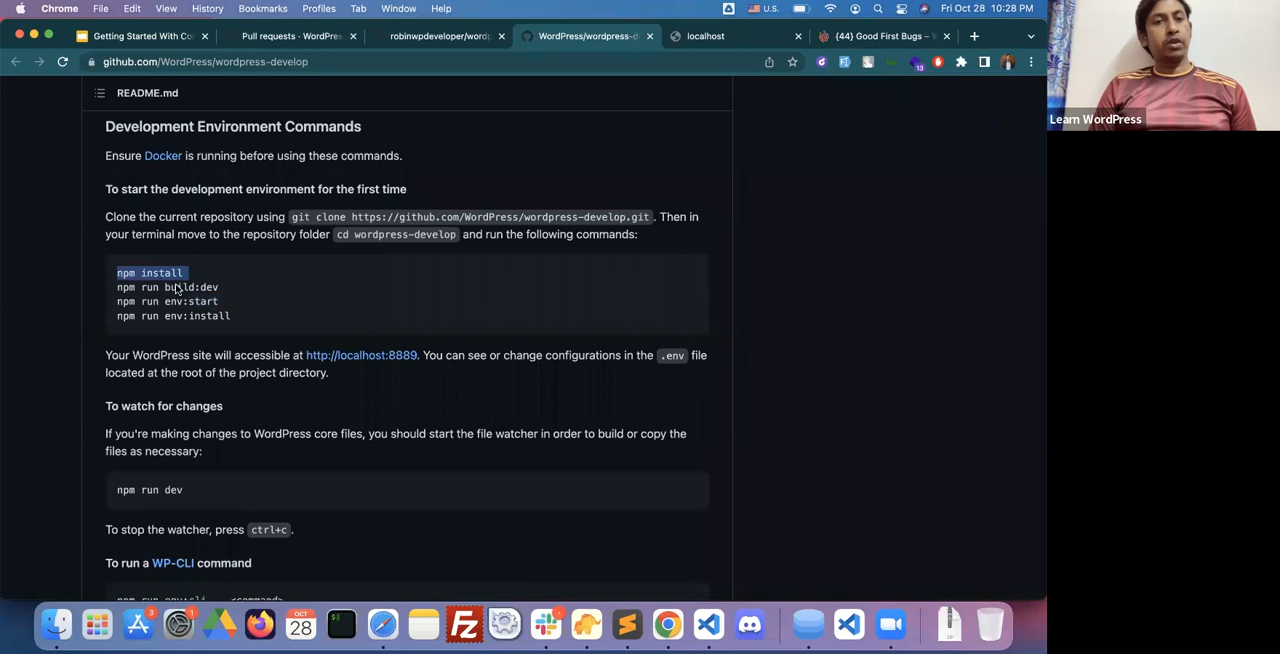 Chrome File Edit View History Bookmarks Profiles Tab Window Help U.S. Fri Oct 28 10:28 PM
Getting Started With Co Pull requests · WordPres robinwpdeveloper/word WordPress/wordpress-d localhost {44} Good First Bugs – W
github.com/WordPress/wordpress-develop
13
README.md
Learn WordPress
Development Environment Commands
Ensure Docker is running before using these commands.
To start the development environment for the first time
Clone the current repository using git clone https://github.com/WordPress/wordpress-develop.git. Then in
your terminal move to the repository folder cd wordpress-develop and run the following commands:
npm install
npm run build:dev
npm run env:start
npm run env:install
Your WordPress site will accessible at http://localhost:8889. You can see or change configurations in the .env file
located at the root of the project directory.
To watch for changes
If you're making changes to WordPress core files, you should start the file watcher in order to build or copy the
files as necessary:
npm run dev
To stop the watcher, press ctrl+c.
To run a WP-CLI command
3 1 OCT 28 Fz